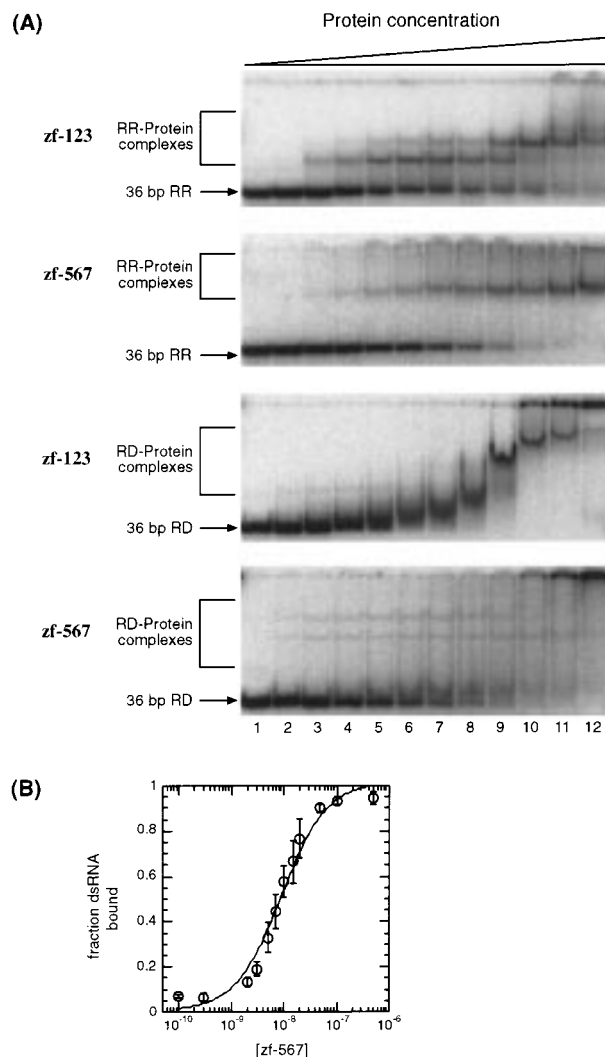 (A)
Protein concentration
zf-123
RR-Protein
complexes
36 bp RR
zf-567
RR-Protein
complexes
36 bp RR
zf-123
RD-Protein
complexes
36 bp RD
zf-567
RD-Protein
complexes
36 bp RD
1 2 3 4 5 6 7 8 9 10 11 12
(B)
1
0.8
0.6
0.4
0.2
0
fraction dsRNA
bound
10⁻¹⁰ 10⁻⁹ 10⁻⁸ 10⁻⁷ 10⁻⁶
[zf-567]